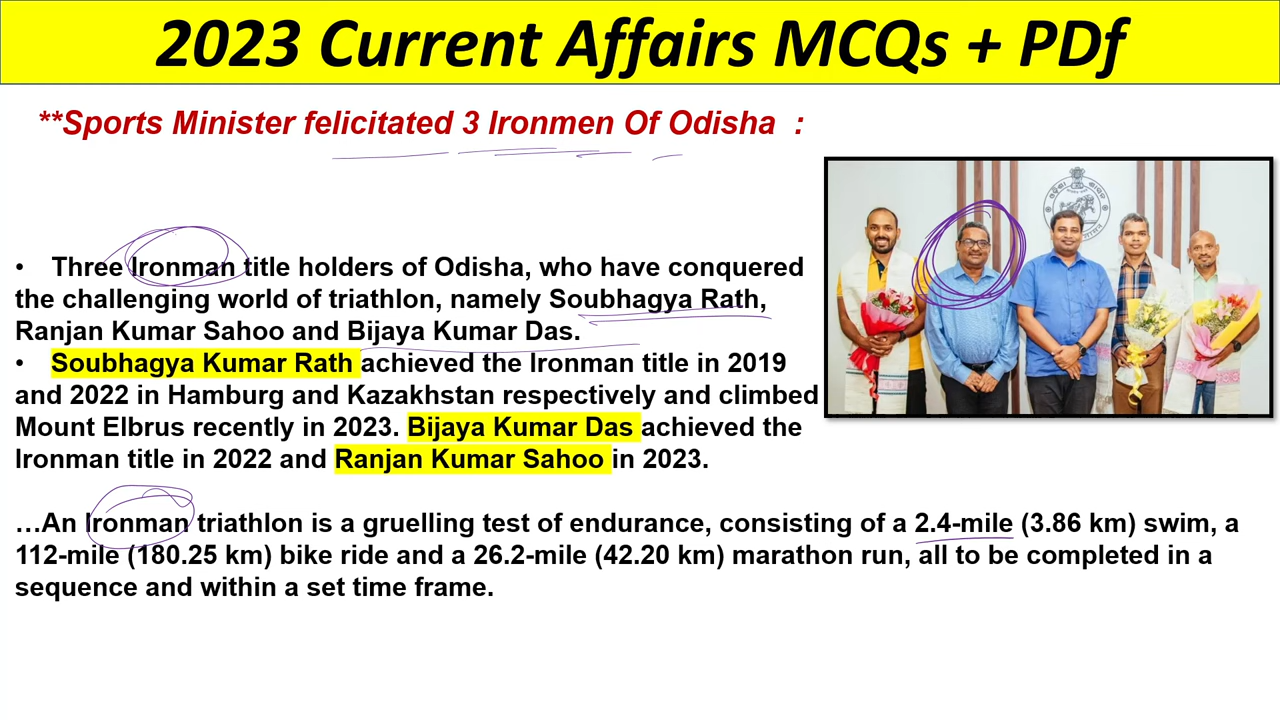 2023 Current Affairs MCQs + PDf
**Sports Minister felicitated 3 Ironmen Of Odisha :
• Three Ironman title holders of Odisha, who have conquered
the challenging world of triathlon, namely Soubhagya Rath,
Ranjan Kumar Sahoo and Bijaya Kumar Das.
• Soubhagya Kumar Rath achieved the Ironman title in 2019
and 2022 in Hamburg and Kazakhstan respectively and climbed
Mount Elbrus recently in 2023. Bijaya Kumar Das achieved the
Ironman title in 2022 and Ranjan Kumar Sahoo in 2023.
…An Ironman triathlon is a gruelling test of endurance, consisting of a 2.4-mile (3.86 km) swim, a
112-mile (180.25 km) bike ride and a 26.2-mile (42.20 km) marathon run, all to be completed in a
sequence and within a set time frame.